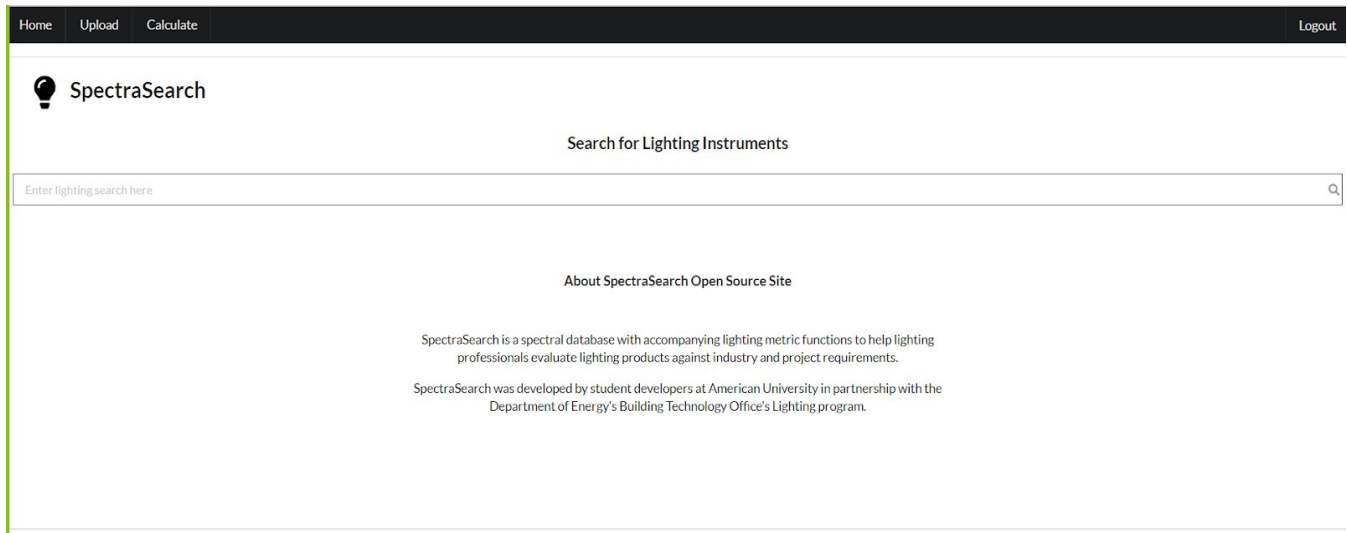 Home Upload Calculate Logout
SpectraSearch
Search for Lighting Instruments
Enter lighting search here
About SpectraSearch Open Source Site
SpectraSearch is a spectral database with accompanying lighting metric functions to help lighting
professionals evaluate lighting products against industry and project requirements.
SpectraSearch was developed by student developers at American University in partnership with the
Department of Energy's Building Technology Office's Lighting program.